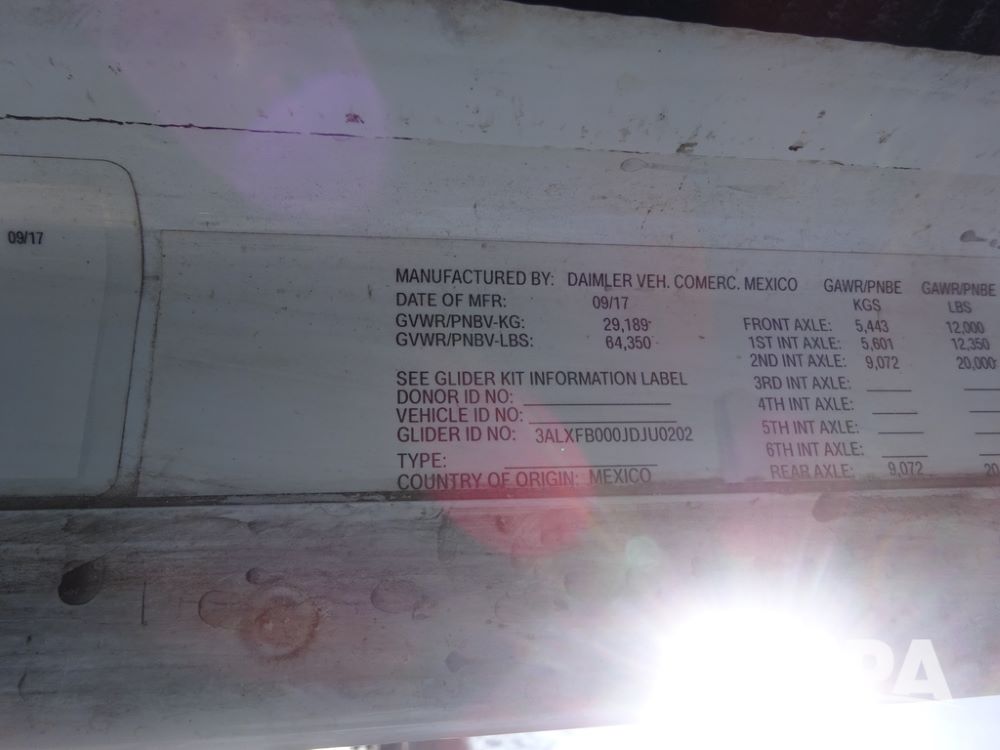 09/17
MANUFACTURED BY: DAIMLER VEH. COMERC. MEXICO
DATE OF MFR: 09/17
GVWR/PNBV-KG: 29,189
GVWR/PNBV-LBS: 64,350
SEE GLIDER KIT INFORMATION LABEL
DONOR ID NO:
VEHICLE ID NO:
GLIDER ID NO: 3ALXFB000JDJU0202
TYPE:
COUNTRY OF ORIGIN: MEXICO
GAWR/PNBE GAWR/PNBE
KGS LBS
FRONT AXLE: 5,443 12,000
1ST INT AXLE: 5,601 12,350
2ND INT AXLE: 9,072 20,000
3RD INT AXLE:
4TH INT AXLE:
5TH INT AXLE:
6TH INT AXLE:
REAR AXLE: 9,072 20
PA